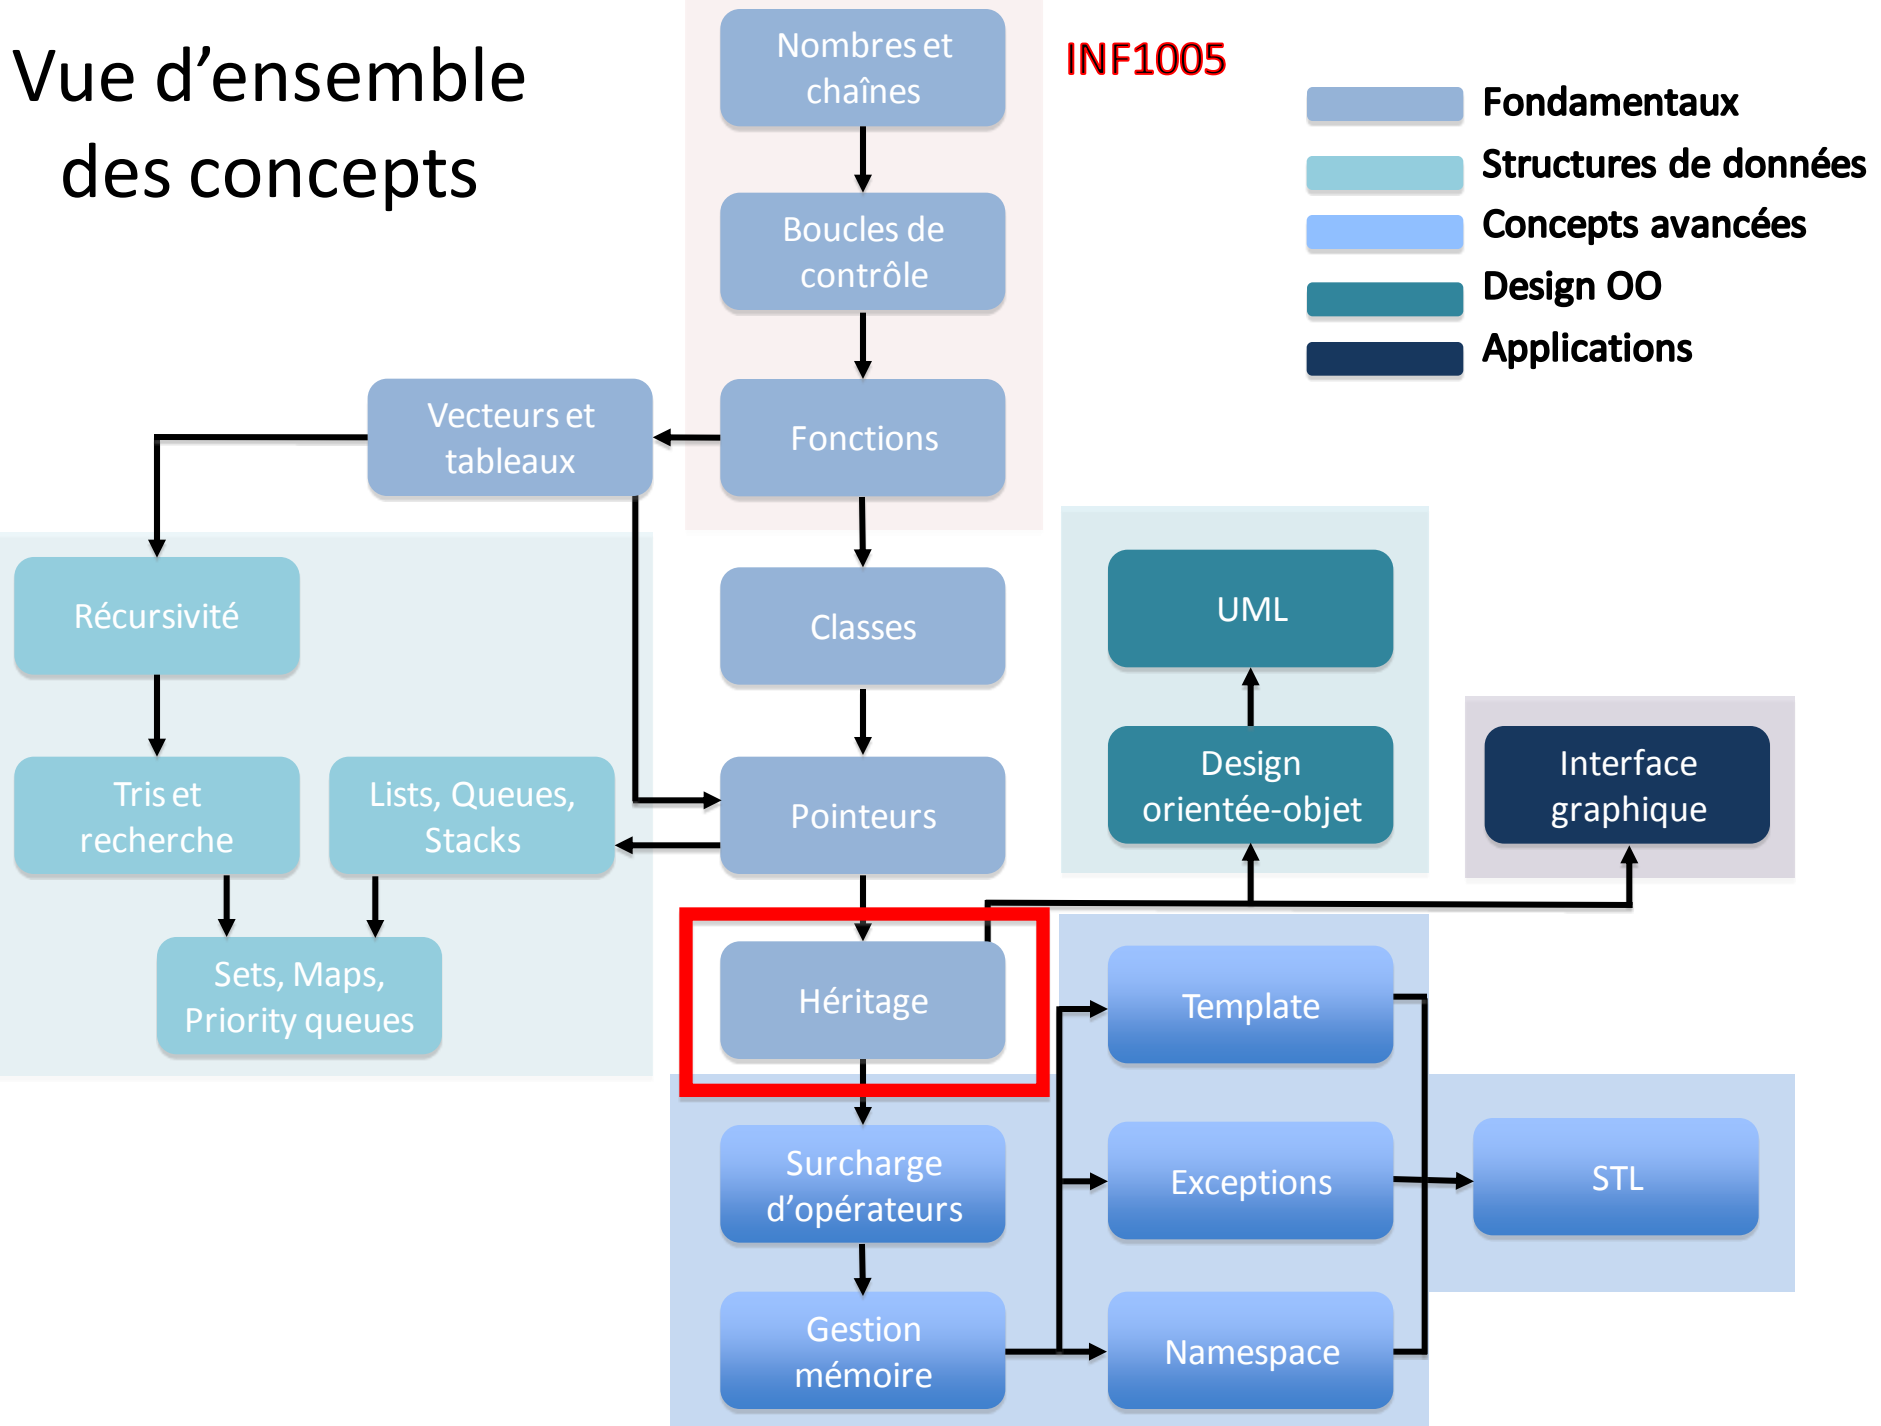 Vue d’ensemble
des concepts
Nombres et
chaînes
INF1005
Fondamentaux
Structures de données
Concepts avancées
Design OO
Applications
Boucles de
contrôle
Vecteurs et
tableaux
Fonctions
Récursivité
Classes
UML
Tris et
recherche
Lists, Queues,
Stacks
Pointeurs
Design
orientée-objet
Interface
graphique
Sets, Maps,
Priority queues
Héritage
Template
Surcharge
d’opérateurs
Exceptions
STL
Gestion
mémoire
Namespace